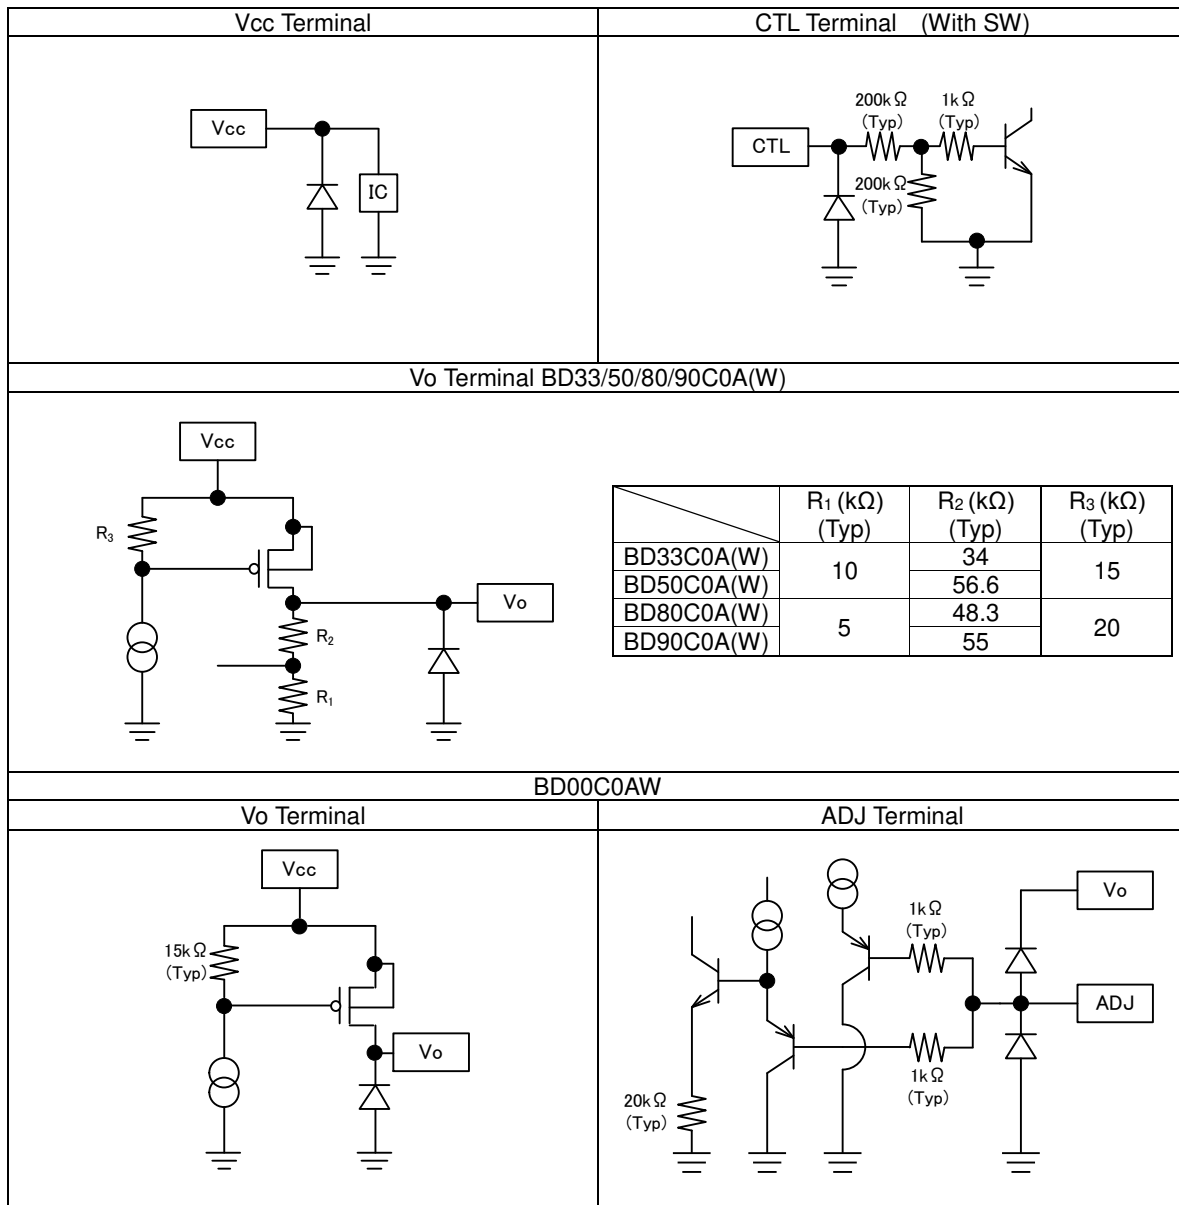 Vcc Terminal
CTL Terminal (With SW)
Vcc
IC
CTL
200kΩ
(Typ)
1kΩ
(Typ)
200kΩ
(Typ)
Vo Terminal BD33/50/80/90C0A(W)
Vcc
R3
Vo
R2
R1
R1 (kΩ)
(Typ)
R2 (kΩ)
(Typ)
R3 (kΩ)
(Typ)
BD33C0A(W)
10
34
15
BD50C0A(W)
56.6
BD80C0A(W)
5
48.3
20
BD90C0A(W)
55
BD00C0AW
Vo Terminal
ADJ Terminal
Vcc
15kΩ
(Typ)
Vo
Vo
1kΩ
(Typ)
ADJ
1kΩ
(Typ)
20kΩ
(Typ)